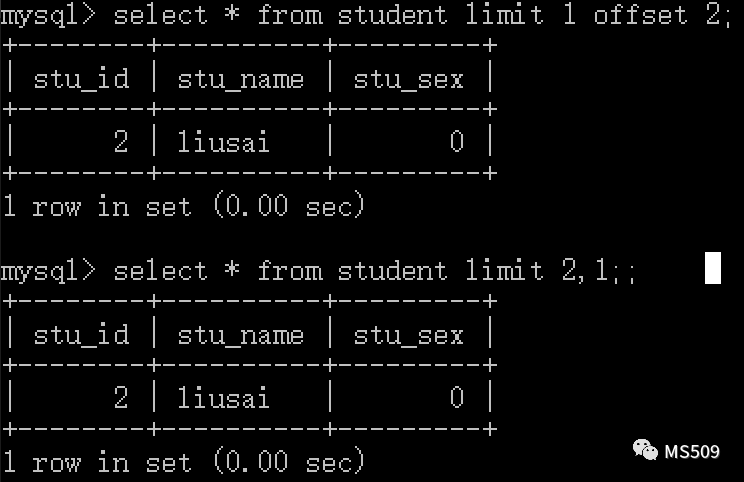 mysql> select * from student limit 1 offset 2;
+--------+----------+---------+
| stu_id | stu_name | stu_sex |
+--------+----------+---------+
|      2 | liusai   |       0 |
+--------+----------+---------+
1 row in set (0.00 sec)
mysql> select * from student limit 2,1;;
+--------+----------+---------+
| stu_id | stu_name | stu_sex |
+--------+----------+---------+
|      2 | liusai   |       0 |
+--------+----------+---------+
1 row in set (0.00 sec)
MS509